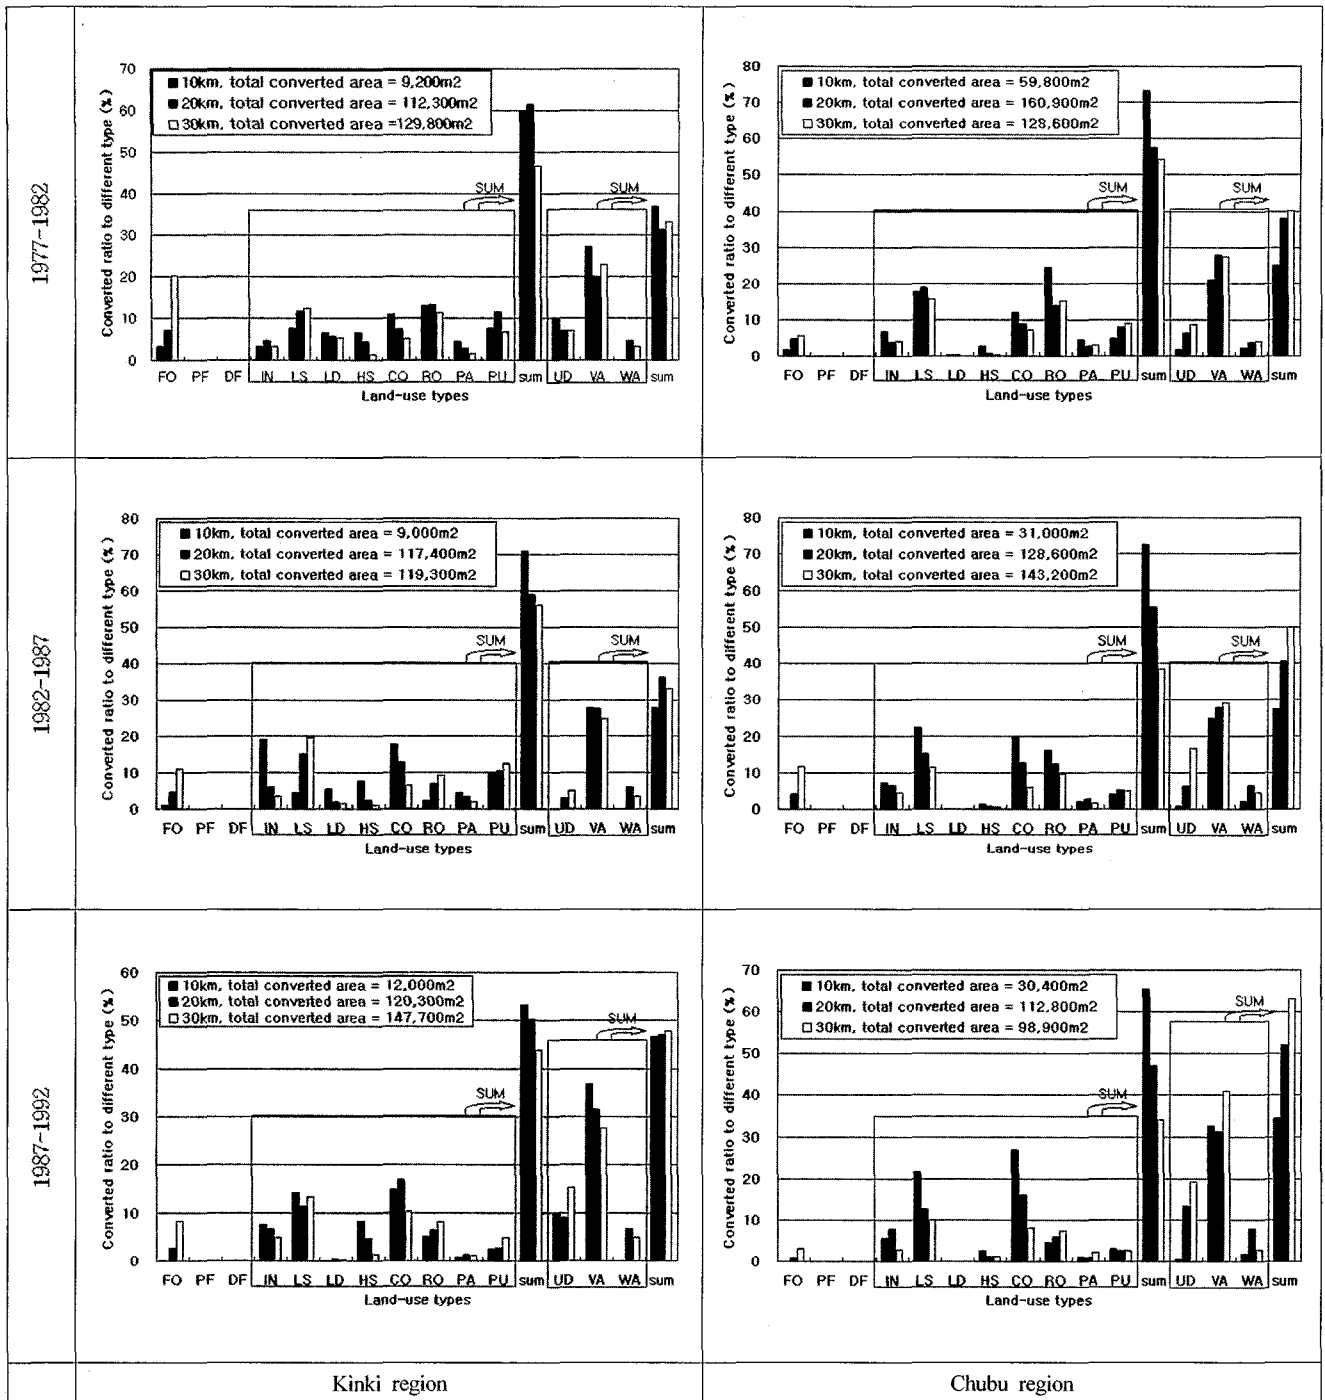 1977-1982
Converted ratio to different type (%)
70
60
50
40
30
20
10
0
10km, total converted area = 9,200m2
20km, total converted area = 112,300m2
30km, total converted area =129,800m2
SUM
SUM
FO PF DF IN LS LD HS CO RO PA PU sum UD VA WA sum
Land-use types
Converted ratio to different type (%)
80
70
60
50
40
30
20
10
0
10km, total converted area = 59,800m2
20km, total converted area = 160,900m2
30km, total converted area = 128,600m2
SUM
SUM
FO PF DF IN LS LD HS CO RO PA PU sum UD VA WA sum
Land-use types
1982-1987
Converted ratio to different type (%)
80
70
60
50
40
30
20
10
0
10km, total converted area = 9,000m2
20km, total converted area = 117,400m2
30km, total converted area = 119,300m2
SUM
SUM
FO PF DF IN LS LD HS CO RO PA PU sum UD VA WA sum
Land-use types
Converted ratio to different type (%)
80
70
60
50
40
30
20
10
0
10km, total converted area = 31,000m2
20km, total converted area = 128,600m2
30km, total converted area = 143,200m2
SUM
SUM
FO PF DF IN LS LD HS CO RO PA PU sum UD VA WA sum
Land-use types
1987-1992
Converted ratio to different type (%)
60
50
40
30
20
10
0
10km, total converted area = 12,000m2
20km, total converted area = 120,300m2
30km, total converted area = 147,700m2
SUM
SUM
FO PF DF IN LS LD HS CO RO PA PU sum UD VA WA sum
Land-use types
Converted ratio to different type (%)
70
60
50
40
30
20
10
0
10km, total converted area = 30,400m2
20km, total converted area = 112,800m2
30km, total converted area = 98,900m2
SUM
SUM
FO PF DF IN LS LD HS CO RO PA PU sum UD VA WA sum
Land-use types
Kinki region
Chubu region